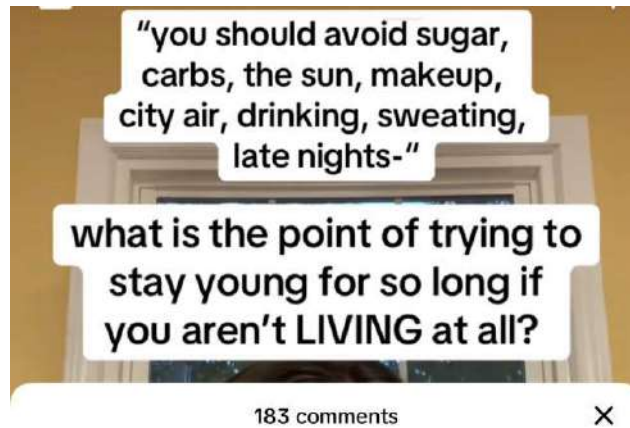 “you should avoid sugar,
carbs, the sun, makeup,
city air, drinking, sweating,
late nights-“
what is the point of trying to
stay young for so long if
you aren’t LIVING at all?
183 comments